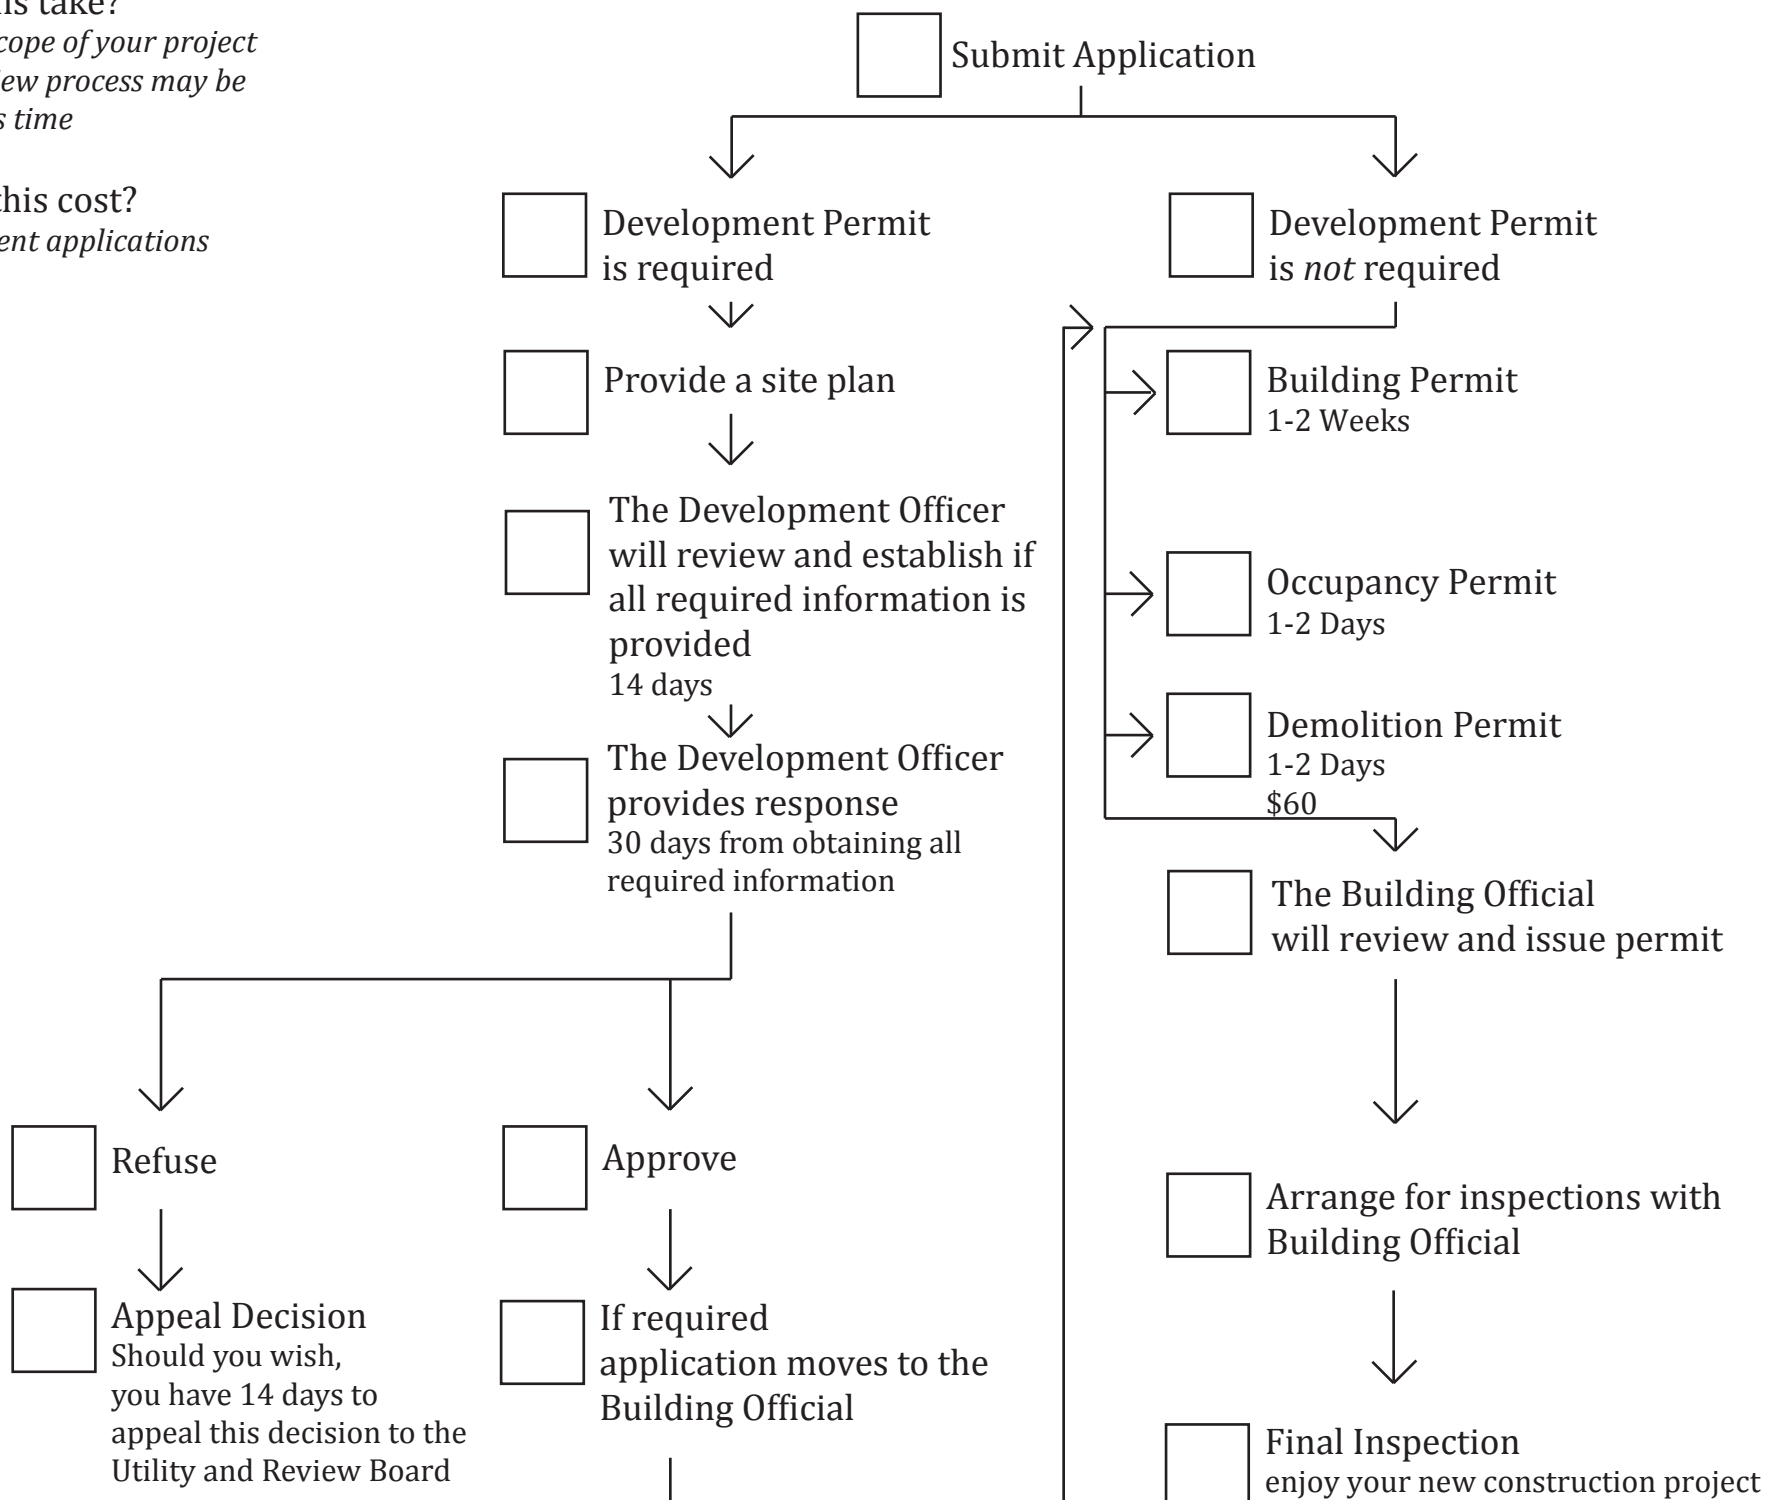 take?
cope of your project
iew process may be
time
Submit Application
this cost?
ent applications
Development Permit
is required
Development Permit
is not required
Provide a site plan
Building Permit
1-2 Weeks
The Development Officer
will review and establish if
all required information is
provided
14 days
Occupancy Permit
1-2 Days
Demolition Permit
1-2 Days
$60
The Development Officer
provides response
30 days from obtaining all
required information
The Building Official
will review and issue permit
Refuse
Approve
Arrange for inspections with
Building Official
Appeal Decision
Should you wish,
you have 14 days to
appeal this decision to the
Utility and Review Board
If required
application moves to the
Building Official
Final Inspection
enjoy your new construction project